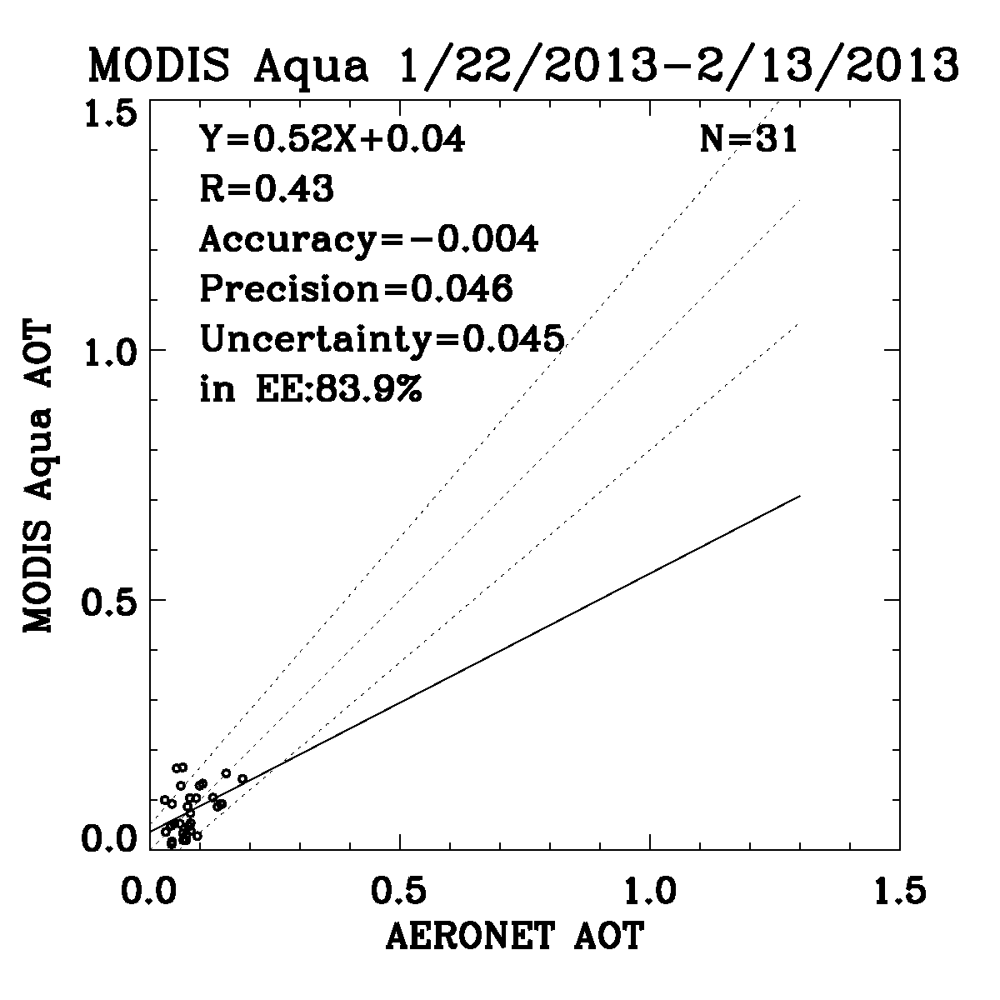 MODIS Aqua 1/22/2013-2/13/2013
Y=0.52X+0.04
N=31
R=0.43
Accuracy=-0.004
Precision=0.046
Uncertainty=0.045
in EE:83.9%
1.5
1.0
0.5
0.0
MODIS Aqua AOT
0.0 0.5 1.0 1.5
AERONET AOT